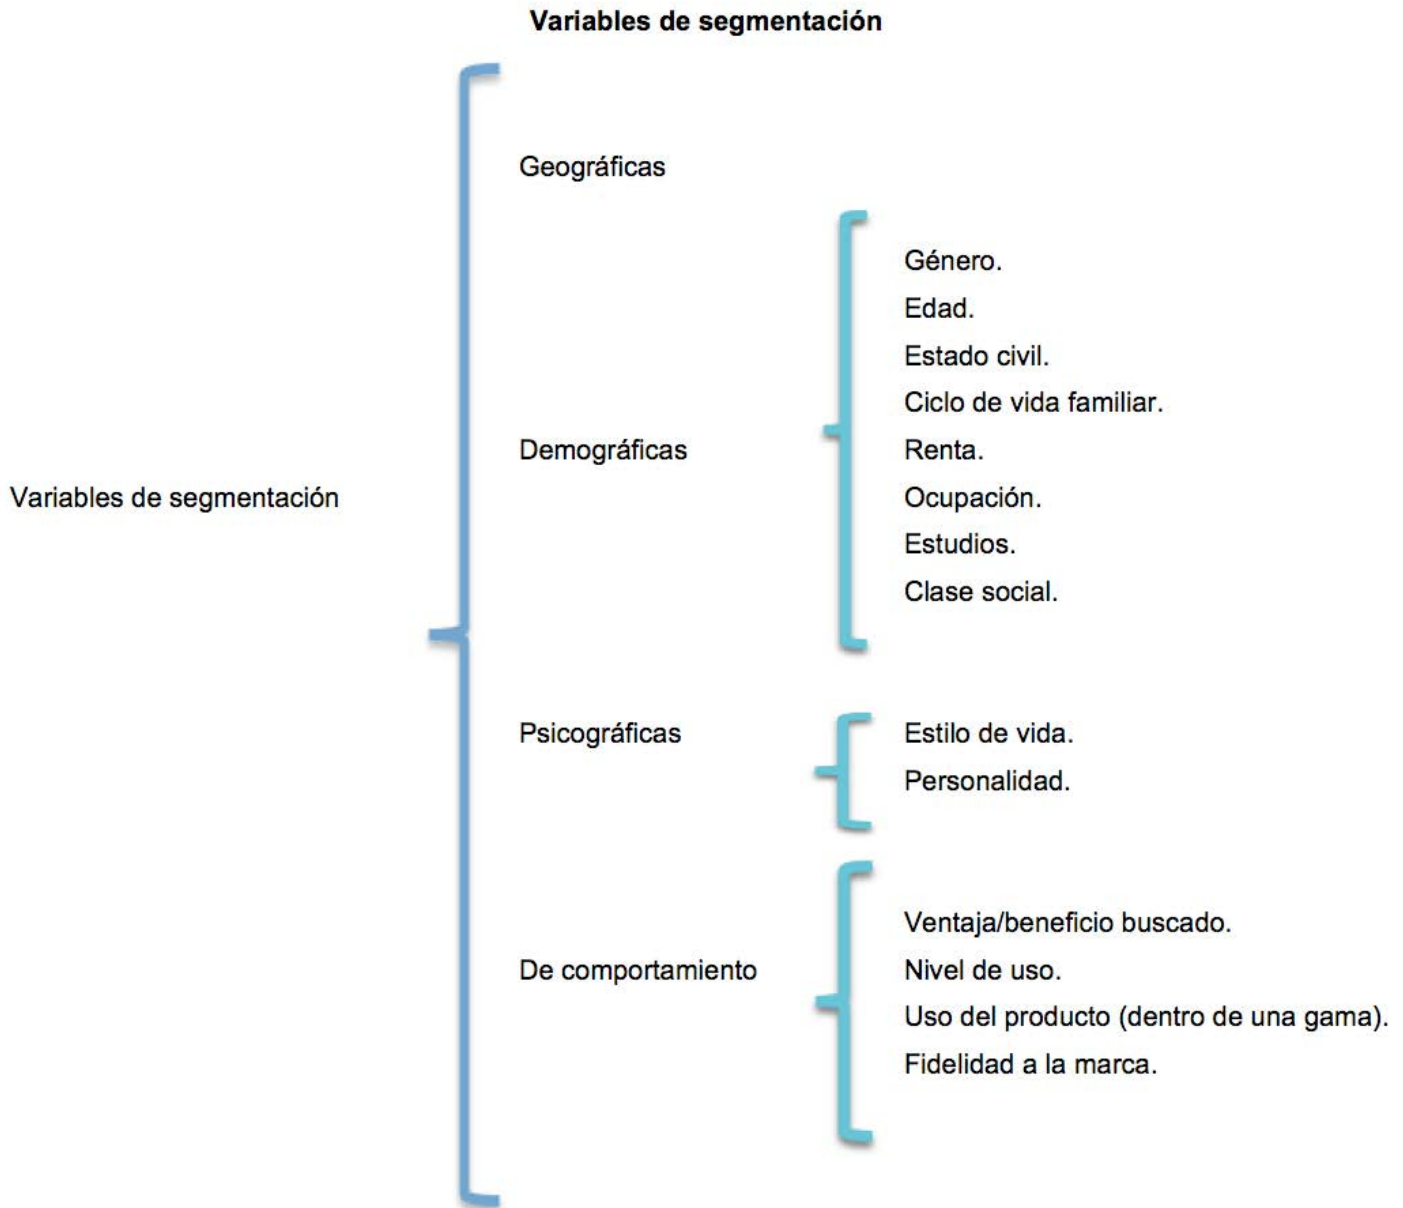 Variables de segmentación
Variables de segmentación
Geográficas
Demográficas
Género.
Edad.
Estado civil.
Ciclo de vida familiar.
Renta.
Ocupación.
Estudios.
Clase social.
Psicográficas
Estilo de vida.
Personalidad.
De comportamiento
Ventaja/beneficio buscado.
Nivel de uso.
Uso del producto (dentro de una gama).
Fidelidad a la marca.